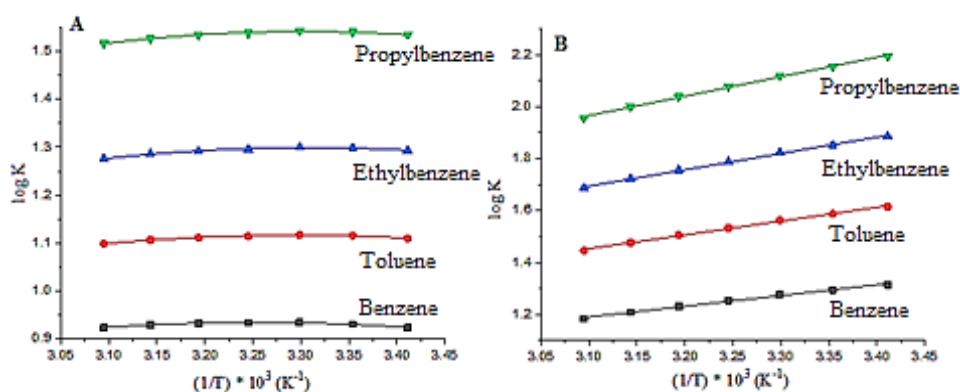 A
1.5
1.4
1.3
1.2
1.1
1.0
0.9
logK
Propylbenzene
Ethylbenzene
Toluene
Benzene
3.05 3.10 3.15 3.20 3.25 3.30 3.35 3.40 3.45
(1/T) * 10³ (K⁻¹)
B
2.2
2.0
1.8
1.6
1.4
1.2
logK
Propylbenzene
Ethylbenzene
Toluene
Benzene
3.05 3.10 3.15 3.20 3.25 3.30 3.35 3.40 3.45
(1/T) * 10³ (K⁻¹)